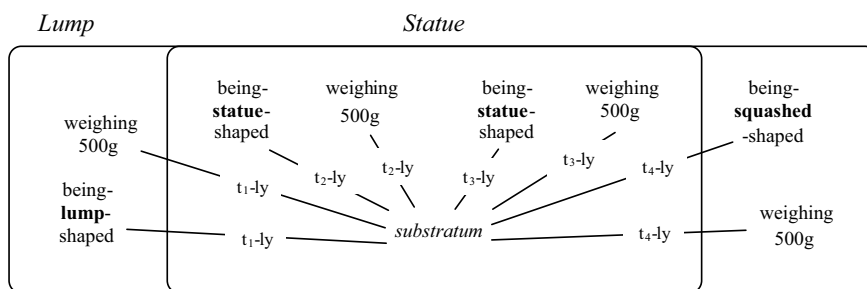 Lump
Statue
weighing
500g
being-
lump-
shaped
t₁-ly
t₁-ly
being-
statue-
shaped
t₂-ly
weighing
500g
t₂-ly
being-
statue-
shaped
t₃-ly
weighing
500g
t₃-ly
being-
squashed
-shaped
t₄-ly
substratum
t₄-ly
weighing
500g